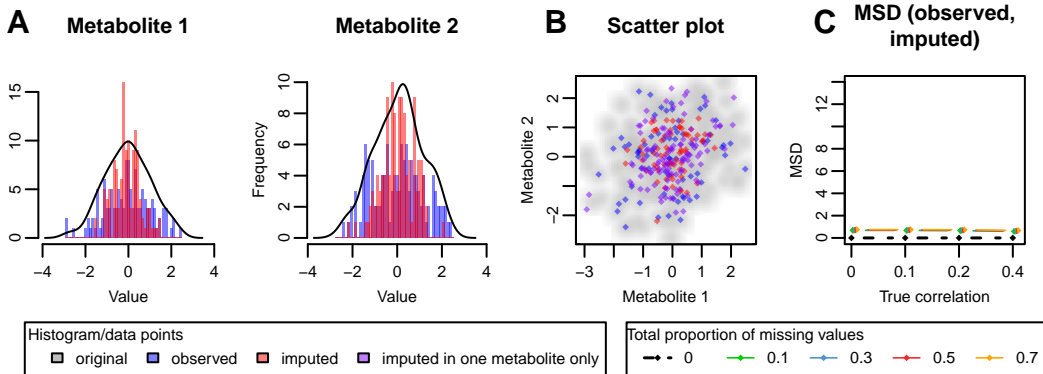 A
Metabolite 1
0 5 10 15
−4 −2 0 2 4
Value
Metabolite 2
Frequency
0 2 4 6 8 10
−4 −2 0 2 4
Value
B
Scatter plot
Metabolite 2
−2 0 1 2
−3 −1 0 1 2
Metabolite 1
C
MSD (observed,
imputed)
MSD
0 2 4 6 8 12
0 0.1 0.2 0.4
True correlation
Histogram/data points
original observed imputed imputed in one metabolite only
Total proportion of missing values
0 0.1 0.3 0.5 0.7